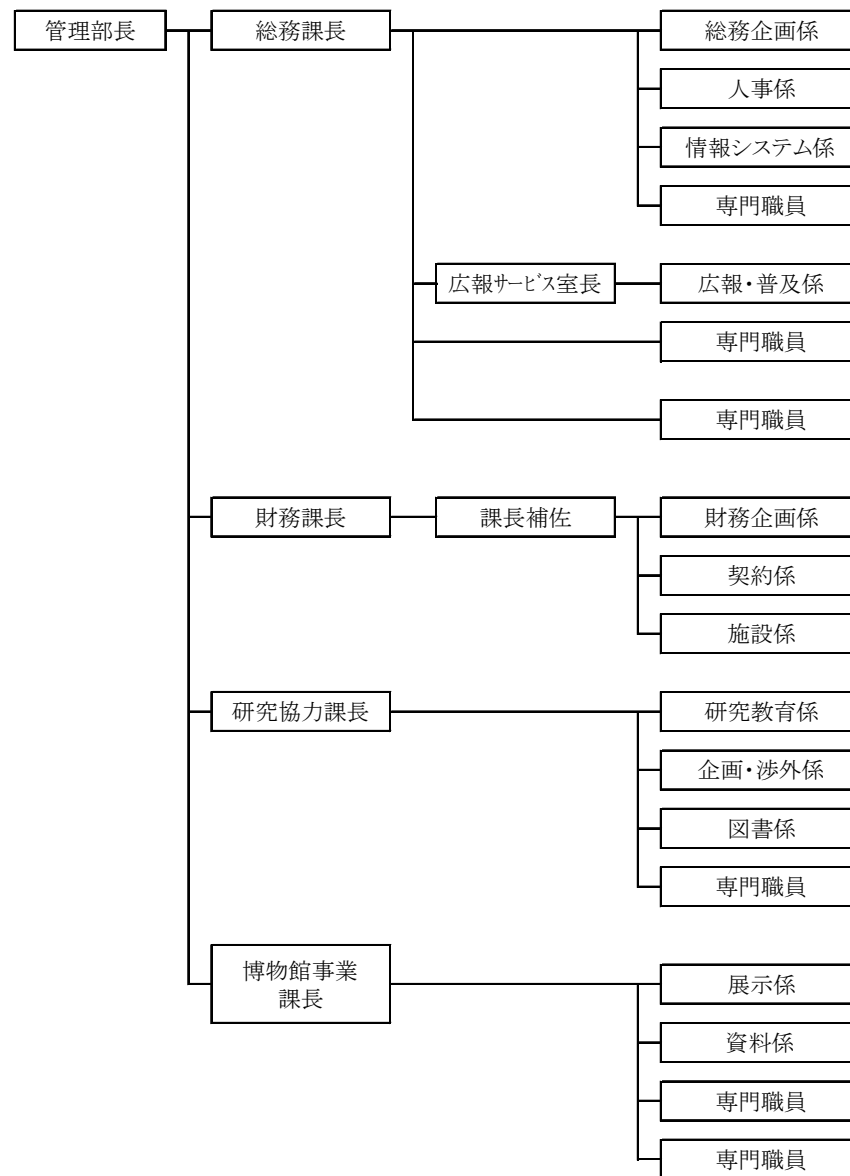 管理部長
総務課長
総務企画係
人事係
情報システム係
専門職員
広報ｻｰﾋﾞｽ室長
広報・普及係
専門職員
専門職員
財務課長
課長補佐
財務企画係
契約係
施設係
研究協力課長
研究教育係
企画・渉外係
図書係
専門職員
博物館事業
課長
展示係
資料係
専門職員
専門職員